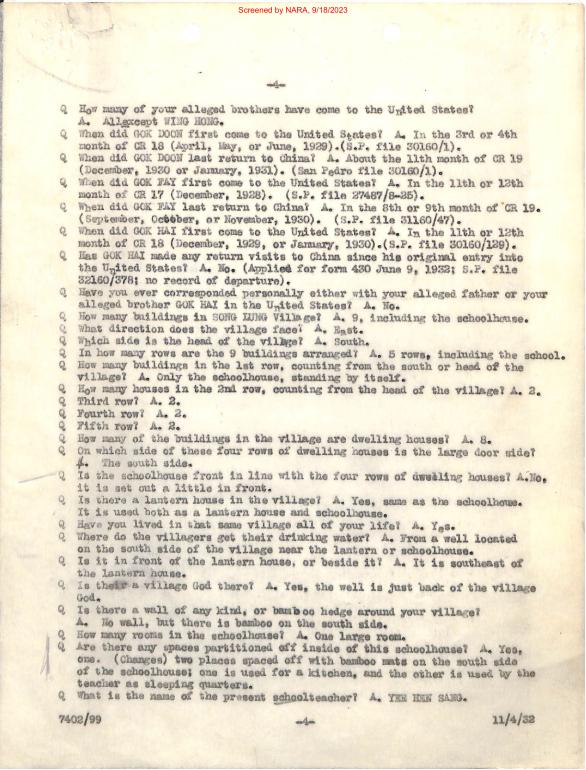 Screened by NARA, 9/18/2023
-4-
Q How many of your alleged brothers have come to the United States?
A. Allexcept WING HONG.
Q When did GOK DOON first come to the United States? A. In the 3rd or 4th
month of CR 18 (April, May, or June, 1929).(S.P. file 30160/1).
Q When did GOK DOON last return to China? A. About the 11th month of CR 19
(December, 1930 or January, 1931). (San Pedro file 30160/1).
Q When did GOK FAY first come to the United States? A. In the 11th or 12th
month of CR 17 (December, 1928). (S.P. file 27487/8-25).
Q When did GOK FAY last return to China? A. In the 8th or 9th month of CR 19.
(September, October, or November, 1930). (S.P. file 31160/47).
Q When did GOK HAI first come to the United States? A. In the 11th or 12th
month of CR 18 (December, 1929, or January, 1930).(S.P. file 30160/129).
Q Has GOK HAI made any return visits to China since his original entry into
the United States? A. No. (Applied for form 430 June 9, 1932; S.P. file
32160/378; no record of departure).
Q Have you ever corresponded personally either with your alleged father or your
alleged brother GOK HAI in the United States? A. No.
Q How many buildings in SONG LUNG Village? A. 9, including the schoolhouse.
Q What direction does the village face? A. East.
Q Which side is the head of the village? A. South.
Q In how many rows are the 9 buildings arranged? A. 5 rows, including the school.
Q How many buildings in the 1st row, counting from the south or head of the
village? A. Only the schoolhouse, standing by itself.
Q How many houses in the 2nd row, counting from the head of the village? A. 2.
Q Third row? A. 2.
Q Fourth row? A. 2.
Q Fifth row? A. 2.
Q How many of the buildings in the village are dwelling houses? A. 8.
Q On which side of these four rows of dwelling houses is the large door side?
A. The south side.
Q Is the schoolhouse front in line with the four rows of dwelling houses? A.No,
it is set out a little in front.
Q Is there a lantern house in the village? A. Yes, same as the schoolhouse.
It is used both as a lantern house and schoolhouse.
Q Have you lived in that same village all of your life? A. Yes.
Q Where do the villagers get their drinking water? A. From a well located
on the south side of the village near the lantern or schoolhouse.
Q Is it in front of the lantern house, or beside it? A. It is southeast of
the lantern house.
Q Is their a village God there? A. Yes, the well is just back of the village
God.
Q Is there a wall of any kind, or bamboo hedge around your village?
A. No wall, but there is bamboo on the south side.
Q How many rooms in the schoolhouse? A. One large room.
Q Are there any spaces partitioned off inside of this schoolhouse? A. Yes,
one. (Changes) two places spaced off with bamboo mats on the south side
of the schoolhouse; one is used for a kitchen, and the other is used by the
teacher as sleeping quarters.
Q What is the name of the present schoolteacher? A. YEE HEN SANG.
7402/99 -4- 11/4/32